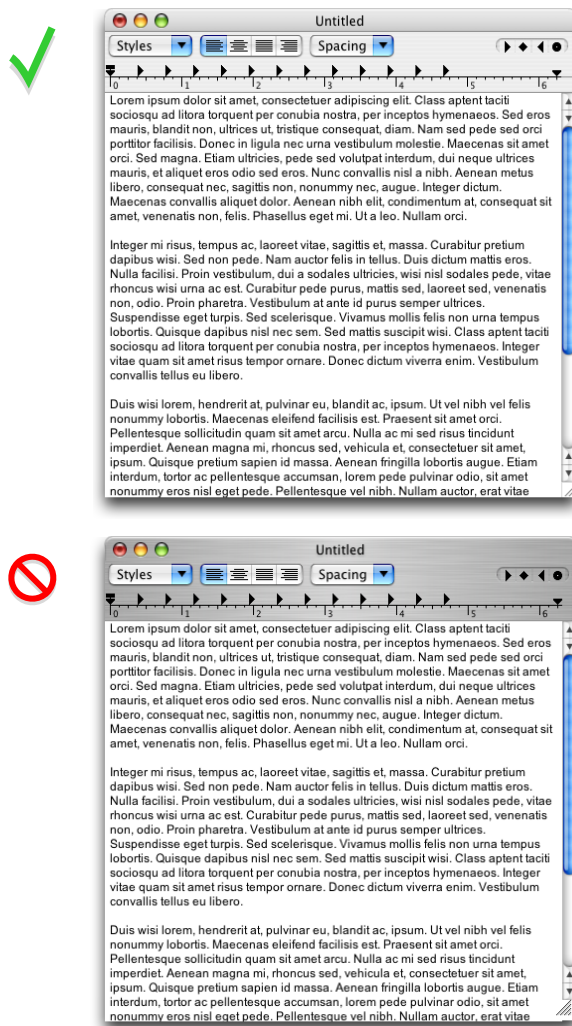 Untitled
Styles Spacing
0 1 2 3 4 5 6
Lorem ipsum dolor sit amet, consectetuer adipiscing elit. Class aptent taciti
sociosqu ad litora torquent per conubia nostra, per inceptos hymenaeos. Sed eros
mauris, blandit non, ultrices ut, tristique consequat, diam. Nam sed pede sed orci
porttitor facilisis. Donec in ligula nec urna vestibulum molestie. Maecenas sit amet
orci. Sed magna. Etiam ultricies, pede sed volutpat interdum, dui neque ultrices
mauris, et aliquet eros odio sed eros. Nunc convallis nisl a nibh. Aenean metus
libero, consequat nec, sagittis non, nonummy nec, augue. Integer dictum.
Maecenas convallis aliquet dolor. Aenean nibh elit, condimentum at, consequat sit
amet, venenatis non, felis. Phasellus eget mi. Ut a leo. Nullam orci.
Integer mi risus, tempus ac, laoreet vitae, sagittis et, massa. Curabitur pretium
dapibus wisi. Sed non pede. Nam auctor felis in tellus. Duis dictum mattis eros.
Nulla facilisi. Proin vestibulum, dui a sodales ultricies, wisi nisl sodales pede, vitae
rhoncus wisi urna ac est. Curabitur pede purus, mattis sed, laoreet sed, venenatis
non, odio. Proin pharetra. Vestibulum at ante id purus semper ultrices.
Suspendisse eget turpis. Sed scelerisque. Vivamus mollis felis non urna tempus
lobortis. Quisque dapibus nisl nec sem. Sed mattis suscipit wisi. Class aptent taciti
sociosqu ad litora torquent per conubia nostra, per inceptos hymenaeos. Integer
vitae quam sit amet risus tempor ornare. Donec dictum viverra enim. Vestibulum
convallis tellus eu libero.
Duis wisi lorem, hendrerit at, pulvinar eu, blandit ac, ipsum. Ut vel nibh vel felis
nonummy lobortis. Maecenas eleifend facilisis est. Praesent sit amet orci.
Pellentesque sollicitudin quam sit amet arcu. Nulla ac mi sed risus tincidunt
imperdiet. Aenean magna mi, rhoncus sed, vehicula et, consectetuer sit amet,
ipsum. Quisque pretium sapien id massa. Aenean fringilla lobortis augue. Etiam
interdum, tortor ac pellentesque accumsan, lorem pede pulvinar odio, sit amet
nonummy eros nisl eget pede. Pellentesque vel nibh. Nullam auctor, erat vitae
Untitled
Styles Spacing
0 1 2 3 4 5 6
Lorem ipsum dolor sit amet, consectetuer adipiscing elit. Class aptent taciti
sociosqu ad litora torquent per conubia nostra, per inceptos hymenaeos. Sed eros
mauris, blandit non, ultrices ut, tristique consequat, diam. Nam sed pede sed orci
porttitor facilisis. Donec in ligula nec urna vestibulum molestie. Maecenas sit amet
orci. Sed magna. Etiam ultricies, pede sed volutpat interdum, dui neque ultrices
mauris, et aliquet eros odio sed eros. Nunc convallis nisl a nibh. Aenean metus
libero, consequat nec, sagittis non, nonummy nec, augue. Integer dictum.
Maecenas convallis aliquet dolor. Aenean nibh elit, condimentum at, consequat sit
amet, venenatis non, felis. Phasellus eget mi. Ut a leo. Nullam orci.
Integer mi risus, tempus ac, laoreet vitae, sagittis et, massa. Curabitur pretium
dapibus wisi. Sed non pede. Nam auctor felis in tellus. Duis dictum mattis eros.
Nulla facilisi. Proin vestibulum, dui a sodales ultricies, wisi nisl sodales pede, vitae
rhoncus wisi urna ac est. Curabitur pede purus, mattis sed, laoreet sed, venenatis
non, odio. Proin pharetra. Vestibulum at ante id purus semper ultrices.
Suspendisse eget turpis. Sed scelerisque. Vivamus mollis felis non urna tempus
lobortis. Quisque dapibus nisl nec sem. Sed mattis suscipit wisi. Class aptent taciti
sociosqu ad litora torquent per conubia nostra, per inceptos hymenaeos. Integer
vitae quam sit amet risus tempor ornare. Donec dictum viverra enim. Vestibulum
convallis tellus eu libero.
Duis wisi lorem, hendrerit at, pulvinar eu, blandit ac, ipsum. Ut vel nibh vel felis
nonummy lobortis. Maecenas eleifend facilisis est. Praesent sit amet orci.
Pellentesque sollicitudin quam sit amet arcu. Nulla ac mi sed risus tincidunt
imperdiet. Aenean magna mi, rhoncus sed, vehicula et, consectetuer sit amet,
ipsum. Quisque pretium sapien id massa. Aenean fringilla lobortis augue. Etiam
interdum, tortor ac pellentesque accumsan, lorem pede pulvinar odio, sit amet
nonummy eros nisl eget pede. Pellentesque vel nibh. Nullam auctor, erat vitae